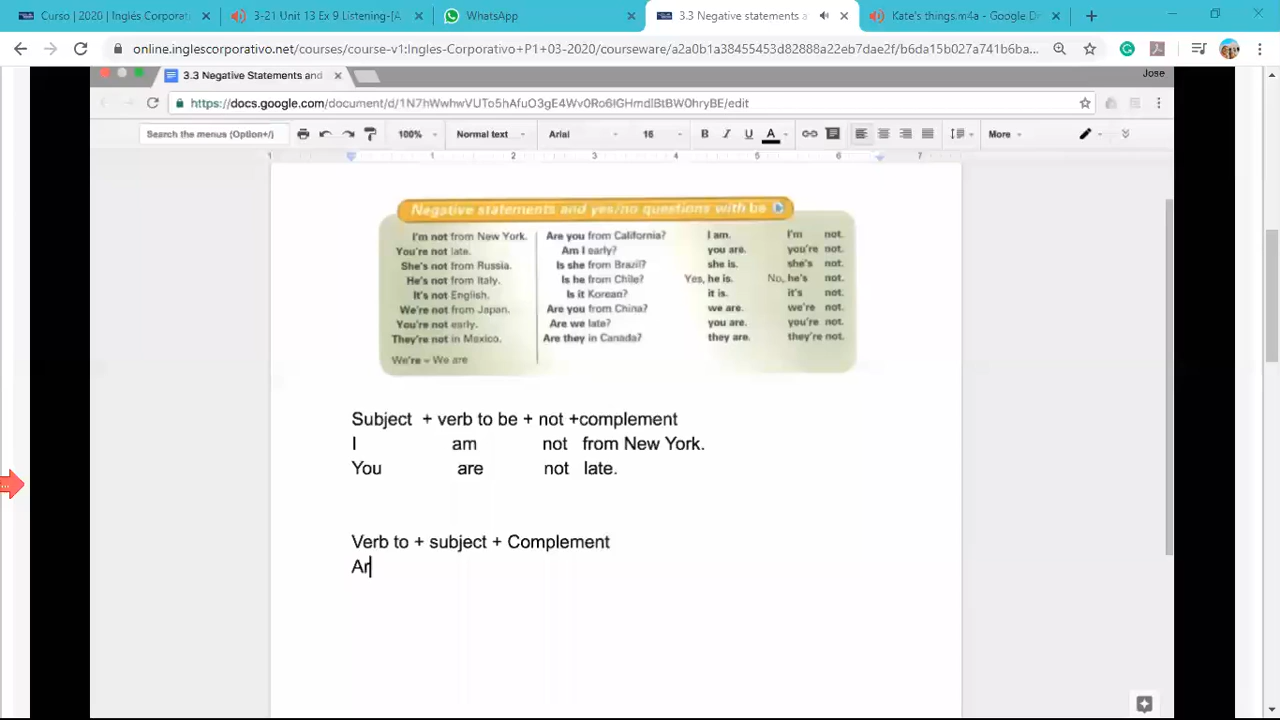 Curso | 2020 | Inglés Corporat
3-21 Unit 13 Ex 9 Listening-[
WhatsApp
3.3 Negative statements a
Kate's things.m4a - Google D
online.inglescorporativo.net/courses/course-v1:Ingles-Corporativo+P1+03-2020/courseware/a2a0b1a38455453d82888a22eb7dae2f/b6da15b027a741b6ba...
3.3 Negative Statements and
Jose
https://docs.google.com/document/d/1N7hWwhwVUTo5hAfuO3gE4Wv0Ro6IGHmdIBtBW0hryBE/edit
Search the menus (Option+/)
100%
Normal text
Arial
16
B I U A
More
1 1 2 3 4 5 6 7
Negative statements and yes/no questions with be
I'm not from New York. Are you from California? I am. I'm not.
You're not late. Am I early? you are. you're not.
She's not from Russia. Is she from Brazil? she is. she's not.
He's not from Italy. Is he from Chile? Yes, he is. No, he's not.
It's not English. Is it Korean? it is. it's not.
We're not from Japan. Are you from China? we are. we're not.
You're not early. Are we late? you are. you're not.
They're not in Mexico. Are they in Canada? they are. they're not.
We're = We are
Subject + verb to be + not +complement
I am not from New York.
You are not late.
...
Verb to + subject + Complement
Ar